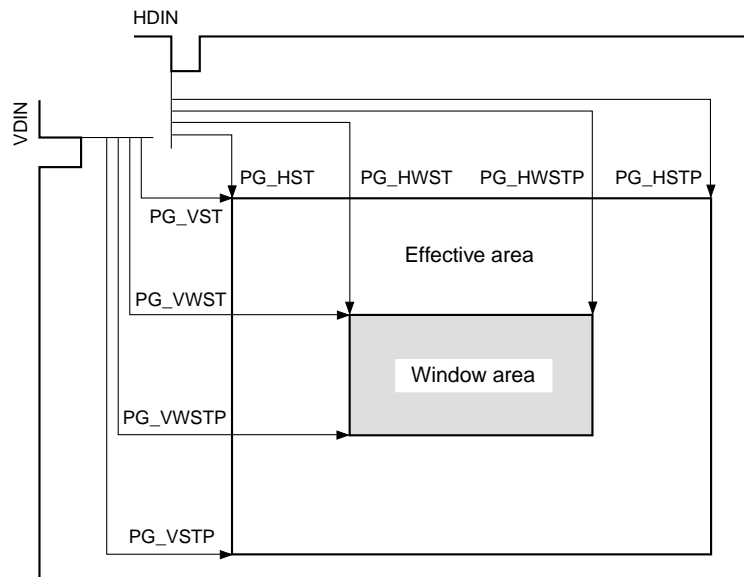 HDIN
VDIN
PG_HST
PG_HWST
PG_HWSTP
PG_HSTP
PG_VST
Effective area
PG_VWST
Window area
PG_VWSTP
PG_VSTP